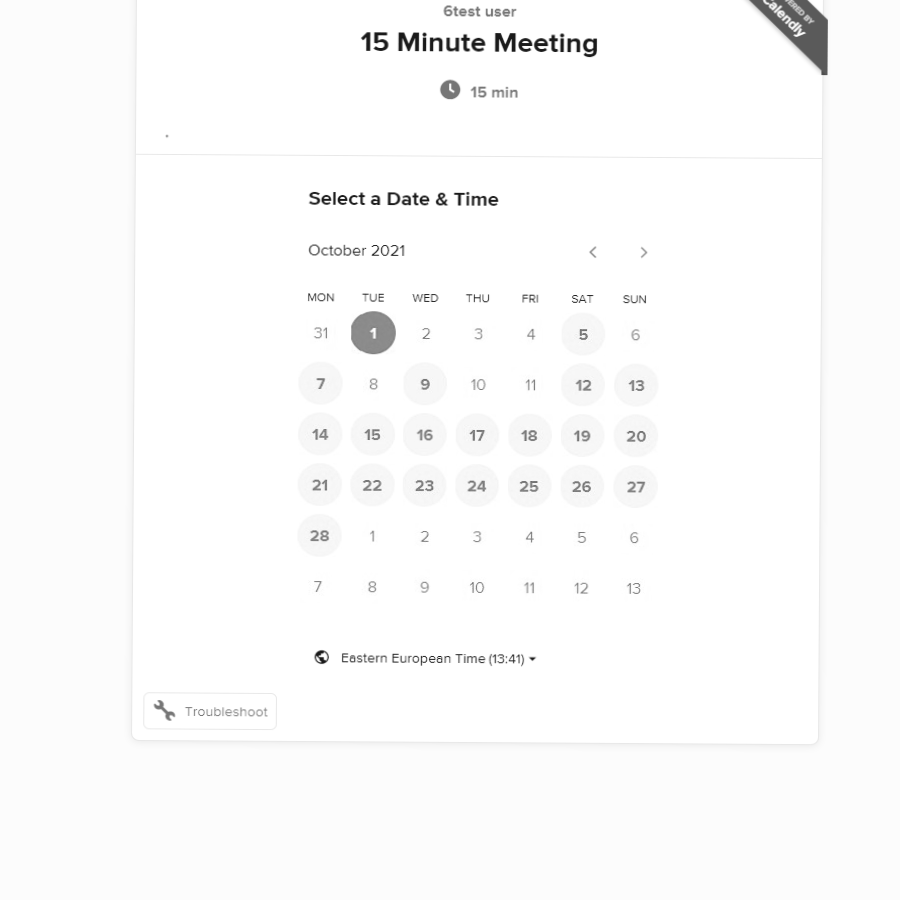 6test user
15 Minute Meeting
15 min
.
Select a Date & Time
October 2021
MON TUE WED THU FRI SAT SUN
31 1 2 3 4 5 6
7 8 9 10 11 12 13
14 15 16 17 18 19 20
21 22 23 24 25 26 27
28 1 2 3 4 5 6
7 8 9 10 11 12 13
Eastern European Time (13:41)
Troubleshoot
BY
Calendly